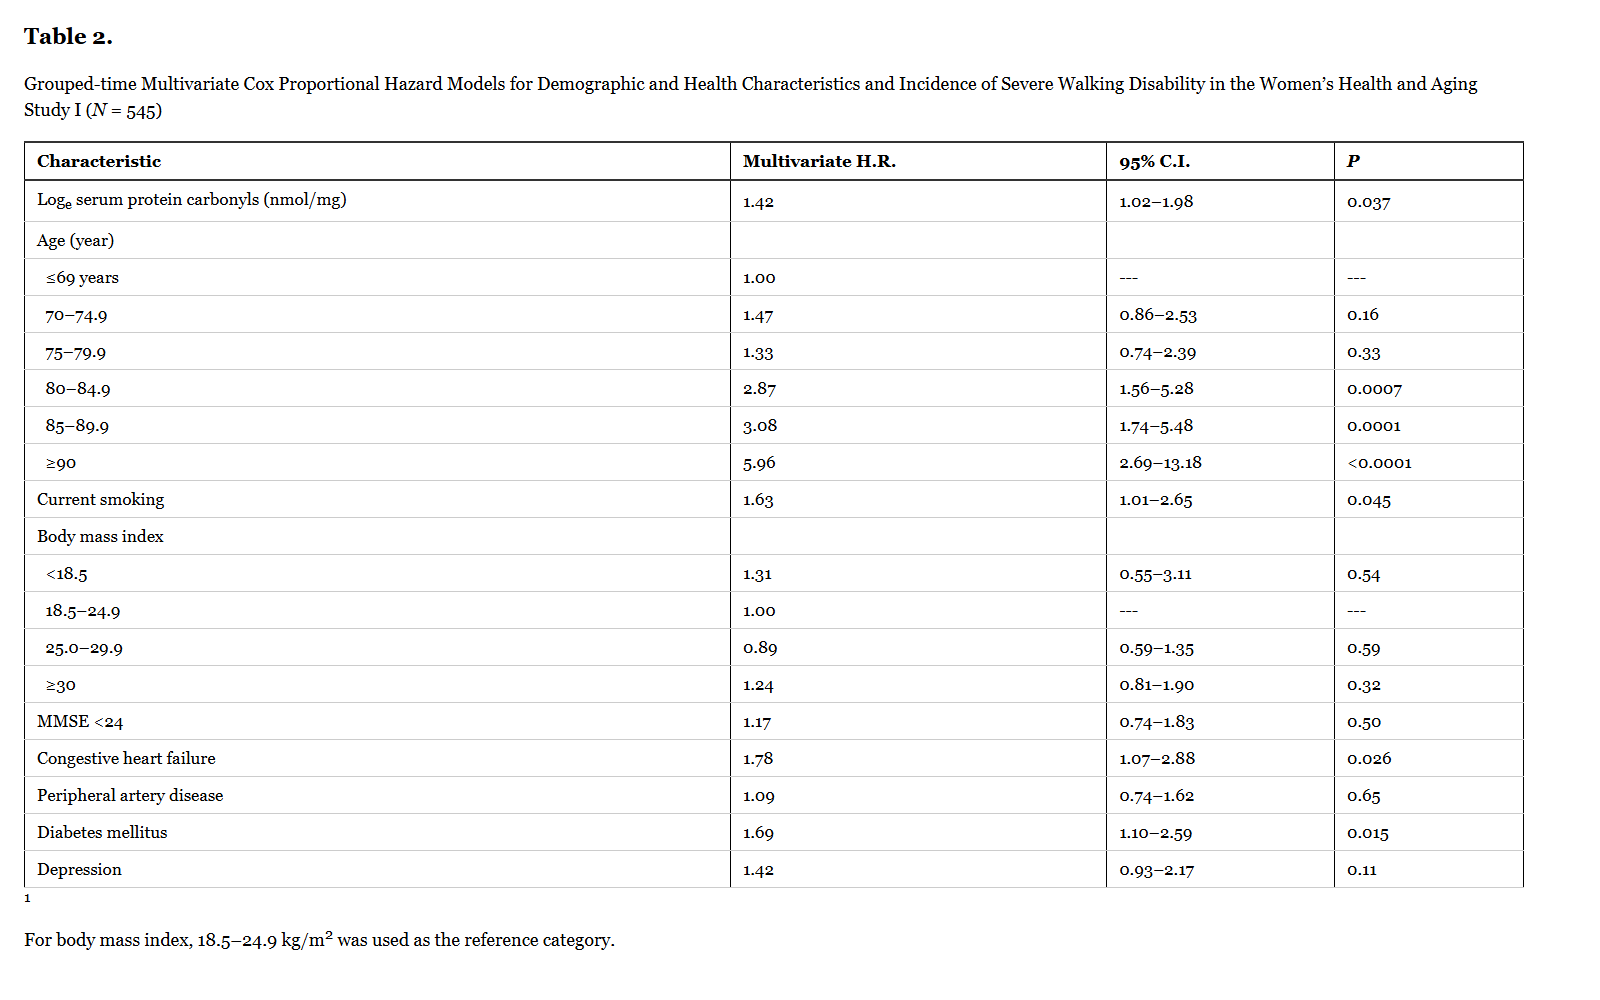 Table 2.
Grouped-time Multivariate Cox Proportional Hazard Models for Demographic and Health Characteristics and Incidence of Severe Walking Disability in the Women’s Health and Aging
Study I (N = 545)
Characteristic Multivariate H.R. 95% C.I. P
Logₑ serum protein carbonyls (nmol/mg) 1.42 1.02–1.98 0.037
Age (year)
≤69 years 1.00 --- ---
70–74.9 1.47 0.86–2.53 0.16
75–79.9 1.33 0.74–2.39 0.33
80–84.9 2.87 1.56–5.28 0.0007
85–89.9 3.08 1.74–5.48 0.0001
≥90 5.96 2.69–13.18 <0.0001
Current smoking 1.63 1.01–2.65 0.045
Body mass index
<18.5 1.31 0.55–3.11 0.54
18.5–24.9 1.00 --- ---
25.0–29.9 0.89 0.59–1.35 0.59
≥30 1.24 0.81–1.90 0.32
MMSE <24 1.17 0.74–1.83 0.50
Congestive heart failure 1.78 1.07–2.88 0.026
Peripheral artery disease 1.09 0.74–1.62 0.65
Diabetes mellitus 1.69 1.10–2.59 0.015
Depression 1.42 0.93–2.17 0.11
1
For body mass index, 18.5–24.9 kg/m² was used as the reference category.